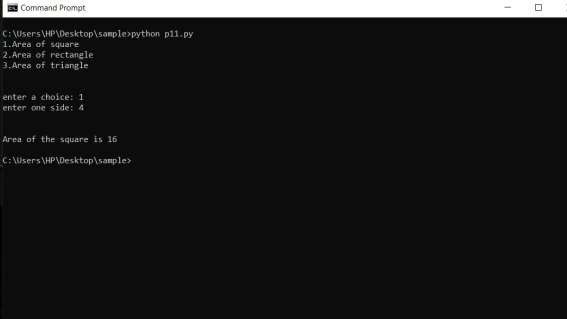 Command Prompt
C:\Users\HP\Desktop\sample>python p11.py
1.Area of square
2.Area of rectangle
3.Area of triangle
enter a choice: 1
enter one side: 4
Area of the square is 16
C:\Users\HP\Desktop\sample>